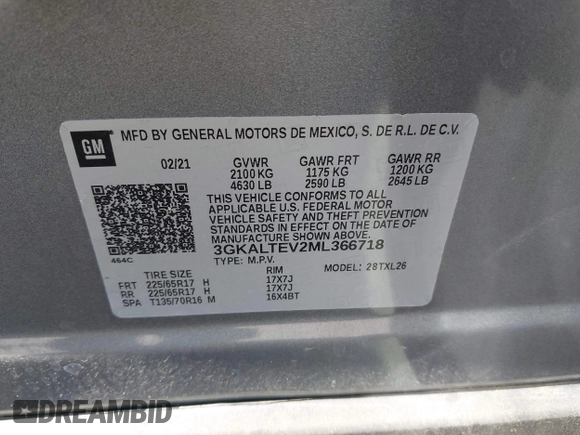 GM
MFD BY GENERAL MOTORS DE MEXICO, S. DE R.L. DE C.V.
02/21 GVWR GAWR FRT GAWR RR
2100 KG 1175 KG 1200 KG
4630 LB 2590 LB 2645 LB
THIS VEHICLE CONFORMS TO ALL
APPLICABLE U.S. FEDERAL MOTOR
VEHICLE SAFETY AND THEFT PREVENTION
STANDARDS IN EFFECT ON THE DATE OF
MANUFACTURE SHOWN ABOVE.
464C
3GKALTEV2ML366718
TYPE: M.P.V. MODEL: 28TXL26
TIRE SIZE RIM
FRT 225/65R17 H 17X7J
RR 225/65R17 H 17X7J
SPA T135/70R16 M 16X4BT
DREAMBID